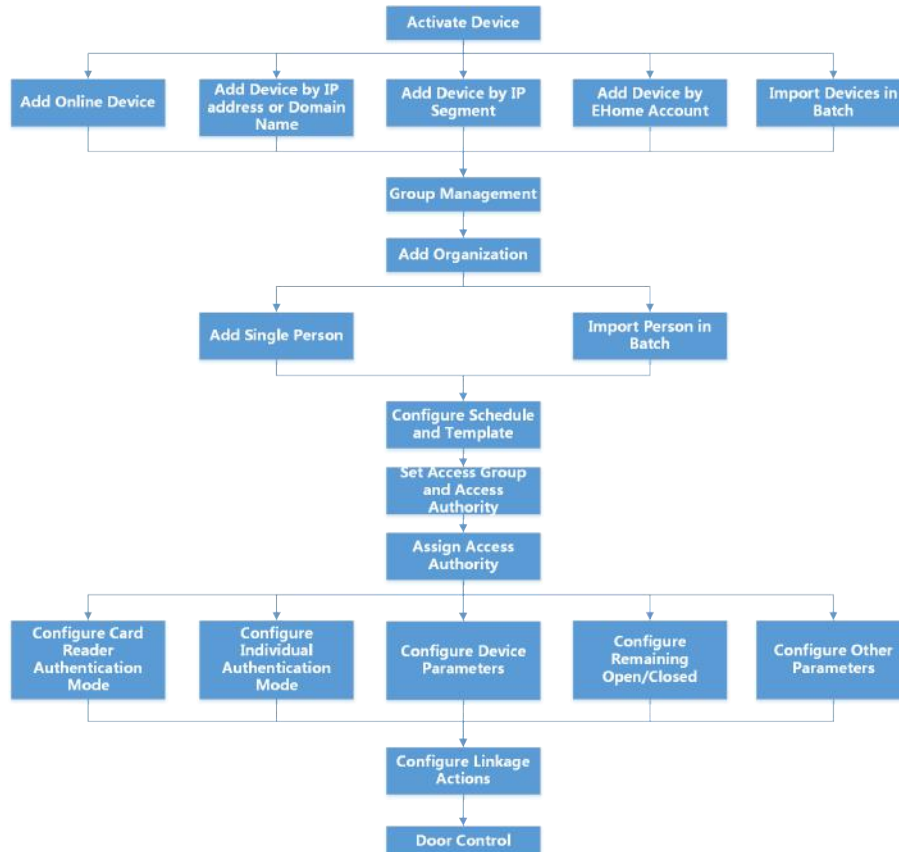 Activate Device
Add Online Device
Add Device by IP
address or Domain
Name
Add Device by IP
Segment
Add Device by
EHome Account
Import Devices in
Batch
Group Management
Add Organization
Add Single Person
Import Person in
Batch
Configure Schedule
and Template
Set Access Group
and Access
Authority
Assign Access
Authority
Configure Card
Reader
Authentication
Mode
Configure
Individual
Authentication
Mode
Configure Device
Parameters
Configure
Remaining
Open/Closed
Configure Other
Parameters
Configure Linkage
Actions
Door Control